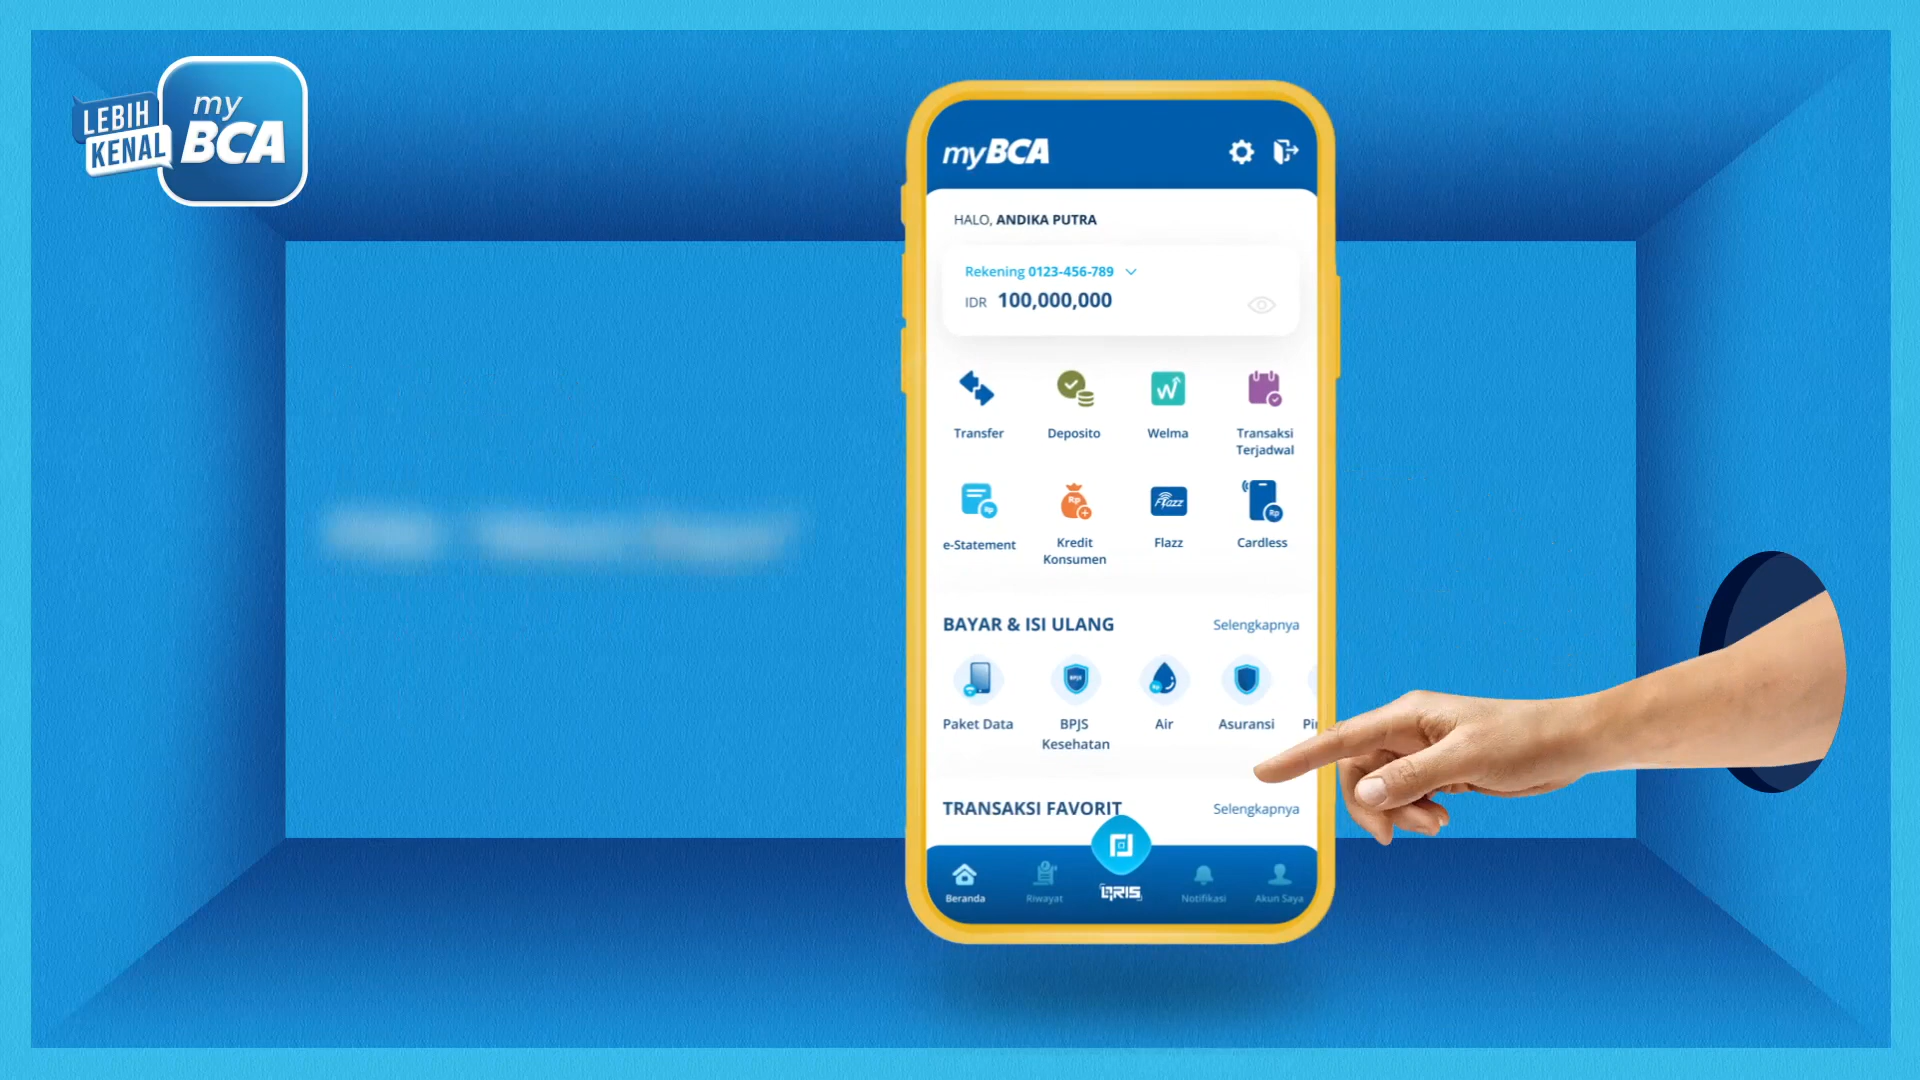 LEBIH
KENAL
my
BCA
myBCA
HALO, ANDIKA PUTRA
Rekening 0123-456-789
IDR 100,000,000
Transfer
Deposito
Welma
Transaksi
Terjadwal
e-Statement
Kredit
Konsumen
Flazz
Cardless
BAYAR & ISI ULANG
Selengkapnya
Paket Data
BPJS
Kesehatan
Air
Asuransi
TRANSAKSI FAVORIT
Selengkapnya
Beranda
Riwayat
QRIS
Notifikasi
Akun Saya